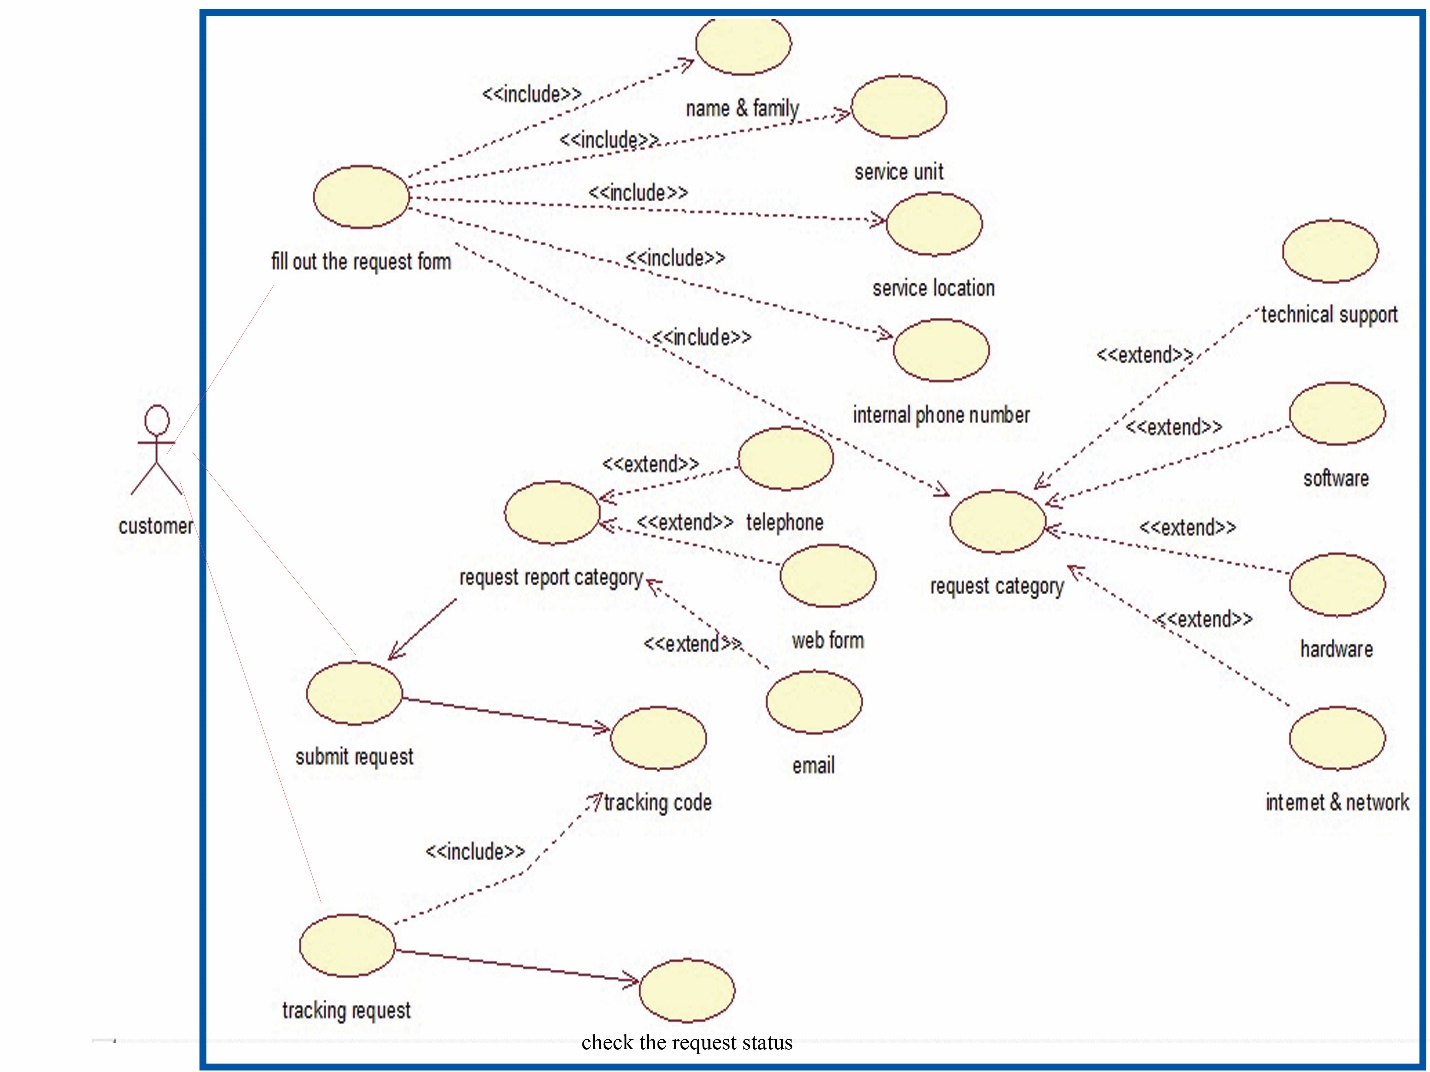 <<include>>
name & family
<<include>>
service unit
<<include>>
fill out the request form
<<include>>
service location
<<include>>
technical support
<<extend>>
internal phone number
<<extend>>
<<extend>>
software
customer
<<extend>>
telephone
<<extend>>
request report category
request category
<<extend>>
web form
<<extend>>
hardware
submit request
email
tracking code
internet & network
<<include>>
tracking request
check the request status